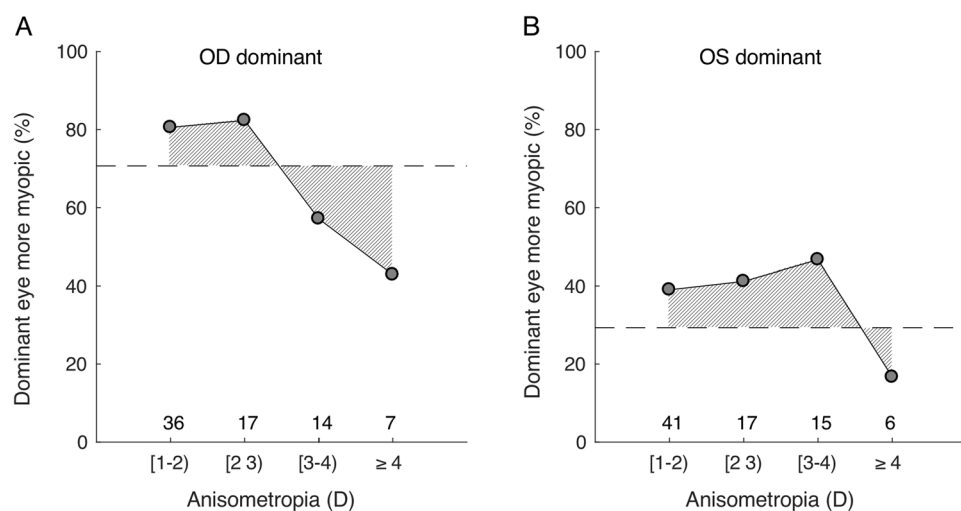 A
OD dominant
Dominant eye more myopic (%)
100
80
60
40
20
0
36 17 14 7
[1-2) [2 3) [3-4) ≥ 4
Anisometropia (D)
B
OS dominant
Dominant eye more myopic (%)
100
80
60
40
20
0
41 17 15 6
[1-2) [2 3) [3-4) ≥ 4
Anisometropia (D)